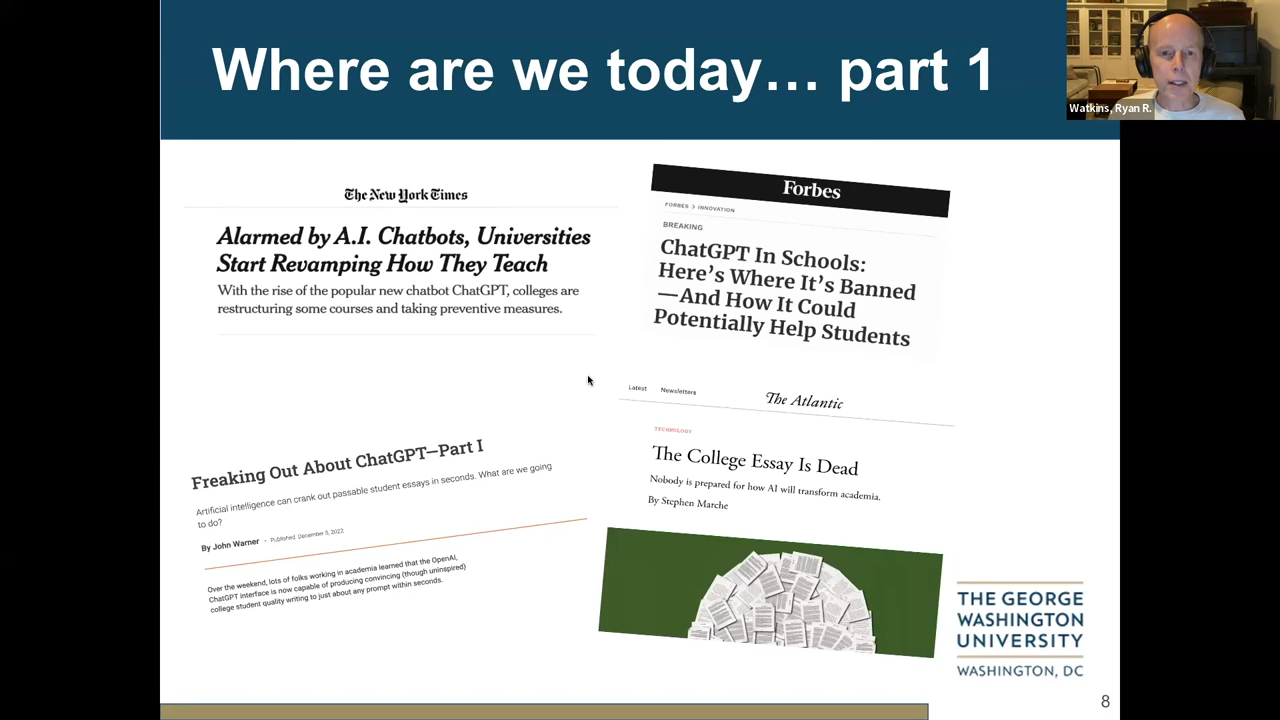 Where are we today… part 1
Watkins, Ryan R.
The New York Times
Alarmed by A.I. Chatbots, Universities
Start Revamping How They Teach
With the rise of the popular new chatbot ChatGPT, colleges are
restructuring some courses and taking preventive measures.
Forbes
FORBES > INNOVATION
BREAKING
ChatGPT In Schools:
Here's Where It's Banned
—And How It Could
Potentially Help Students
Freaking Out About ChatGPT—Part I
Artificial intelligence can crank out passable student essays in seconds. What are we going
to do?
By John Warner • Published December 5, 2022
Over the weekend, lots of folks working in academia learned that the OpenAI,
ChatGPT interface is now capable of producing convincing (though uninspired)
college student quality writing to just about any prompt within seconds.
Latest Newsletters
The Atlantic
TECHNOLOGY
The College Essay Is Dead
Nobody is prepared for how AI will transform academia.
By Stephen Marche
THE GEORGE
WASHINGTON
UNIVERSITY
WASHINGTON, DC
8